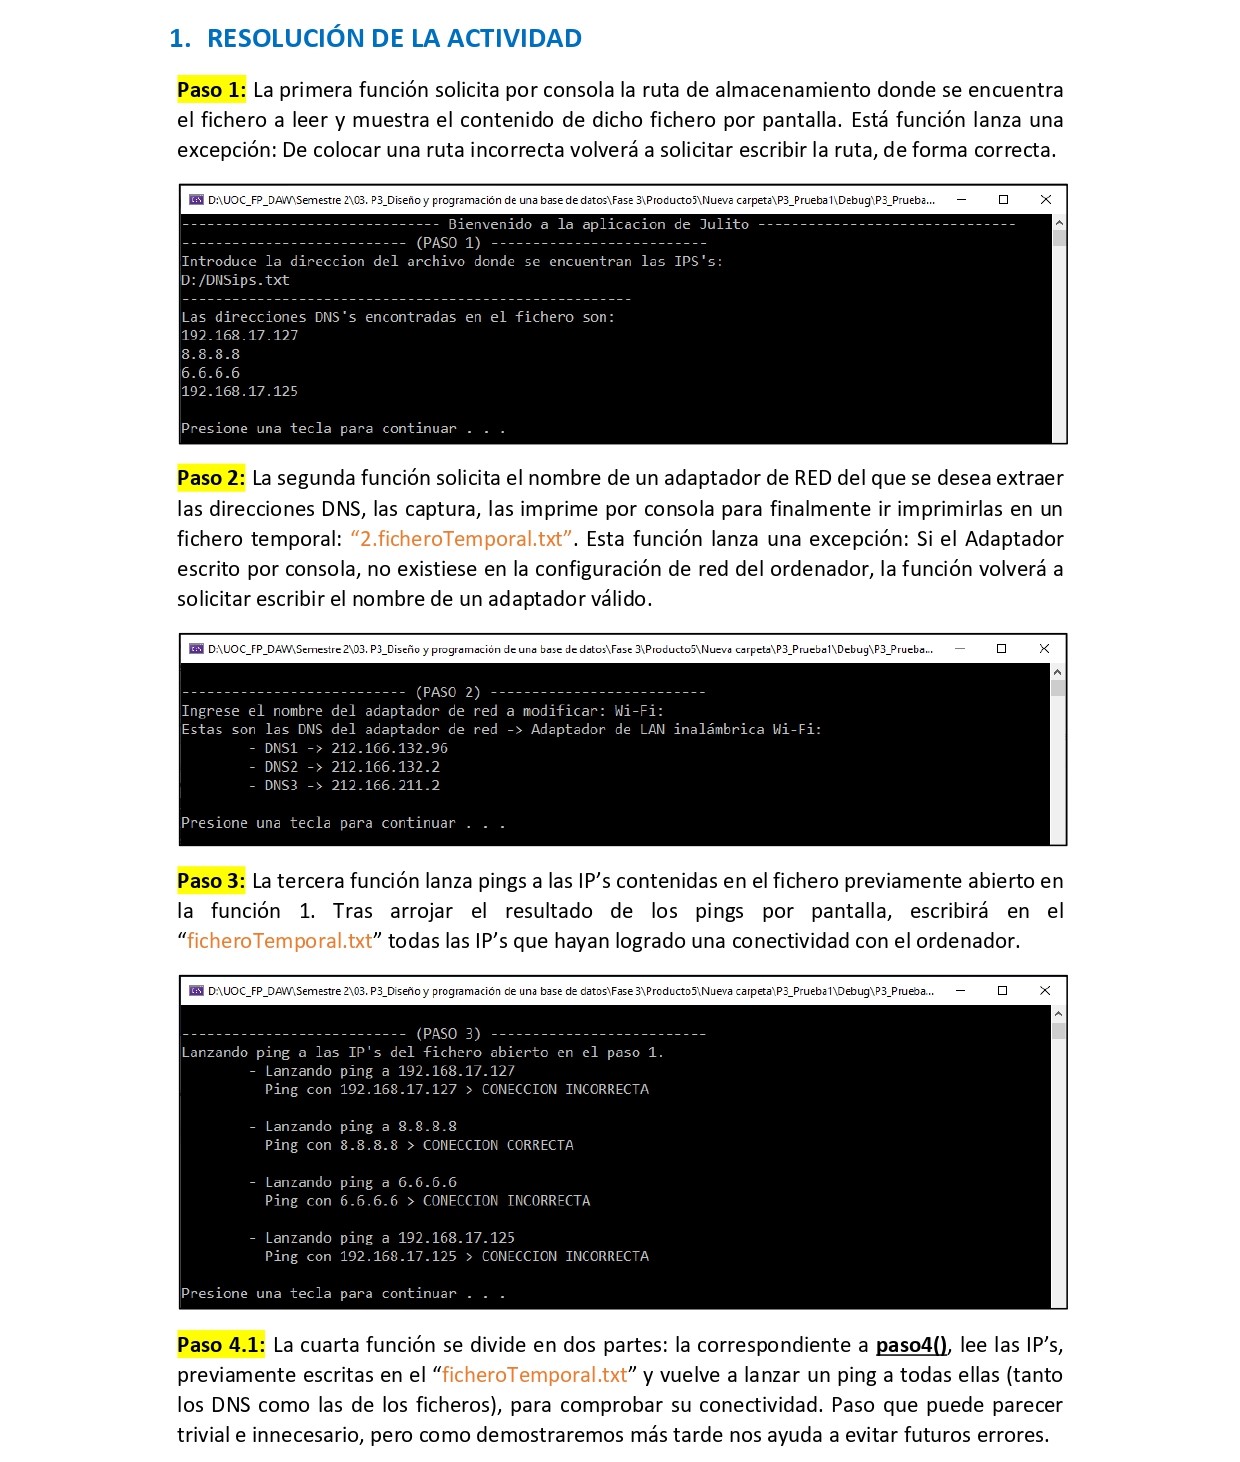 1. RESOLUCIÓN DE LA ACTIVIDAD
Paso 1: La primera función solicita por consola la ruta de almacenamiento donde se encuentra
el fichero a leer y muestra el contenido de dicho fichero por pantalla. Está función lanza una
excepción: De colocar una ruta incorrecta volverá a solicitar escribir la ruta, de forma correcta.
D:\UOC_FP_DAW\Semestre 2\03. P3_Diseño y programación de una base de datos\Fase 3\Producto5\Nueva carpeta\P3_Prueba1\Debug\P3_Prueba...
------------------------------- Bienvenido a la aplicacion de Julito -------------------------------
--------------------------- (PASO 1) --------------------------
Introduce la direccion del archivo donde se encuentran las IPS's:
D:/DNSips.txt
------------------------------------------------------
Las direcciones DNS's encontradas en el fichero son:
192.168.17.127
8.8.8.8
6.6.6.6
192.168.17.125
Presione una tecla para continuar . . .
Paso 2: La segunda función solicita el nombre de un adaptador de RED del que se desea extraer
las direcciones DNS, las captura, las imprime por consola para finalmente ir imprimirlas en un
fichero temporal: “2.ficheroTemporal.txt”. Esta función lanza una excepción: Si el Adaptador
escrito por consola, no existiese en la configuración de red del ordenador, la función volverá a
solicitar escribir el nombre de un adaptador válido.
D:\UOC_FP_DAW\Semestre 2\03. P3_Diseño y programación de una base de datos\Fase 3\Producto5\Nueva carpeta\P3_Prueba1\Debug\P3_Prueba...
--------------------------- (PASO 2) --------------------------
Ingrese el nombre del adaptador de red a modificar: Wi-Fi:
Estas son las DNS del adaptador de red -> Adaptador de LAN inalámbrica Wi-Fi:
- DNS1 -> 212.166.132.96
- DNS2 -> 212.166.132.2
- DNS3 -> 212.166.211.2
Presione una tecla para continuar . . .
Paso 3: La tercera función lanza pings a las IP’s contenidas en el fichero previamente abierto en
la función 1. Tras arrojar el resultado de los pings por pantalla, escribirá en el
“ficheroTemporal.txt” todas las IP’s que hayan logrado una conectividad con el ordenador.
D:\UOC_FP_DAW\Semestre 2\03. P3_Diseño y programación de una base de datos\Fase 3\Producto5\Nueva carpeta\P3_Prueba1\Debug\P3_Prueba...
--------------------------- (PASO 3) --------------------------
Lanzando ping a las IP's del fichero abierto en el paso 1.
- Lanzando ping a 192.168.17.127
Ping con 192.168.17.127 > CONECCION INCORRECTA
- Lanzando ping a 8.8.8.8
Ping con 8.8.8.8 > CONECCION CORRECTA
- Lanzando ping a 6.6.6.6
Ping con 6.6.6.6 > CONECCION INCORRECTA
- Lanzando ping a 192.168.17.125
Ping con 192.168.17.125 > CONECCION INCORRECTA
Presione una tecla para continuar . . .
Paso 4.1: La cuarta función se divide en dos partes: la correspondiente a paso4(), lee las IP’s,
previamente escritas en el “ficheroTemporal.txt” y vuelve a lanzar un ping a todas ellas (tanto
los DNS como las de los ficheros), para comprobar su conectividad. Paso que puede parecer
trivial e innecesario, pero como demostraremos más tarde nos ayuda a evitar futuros errores.